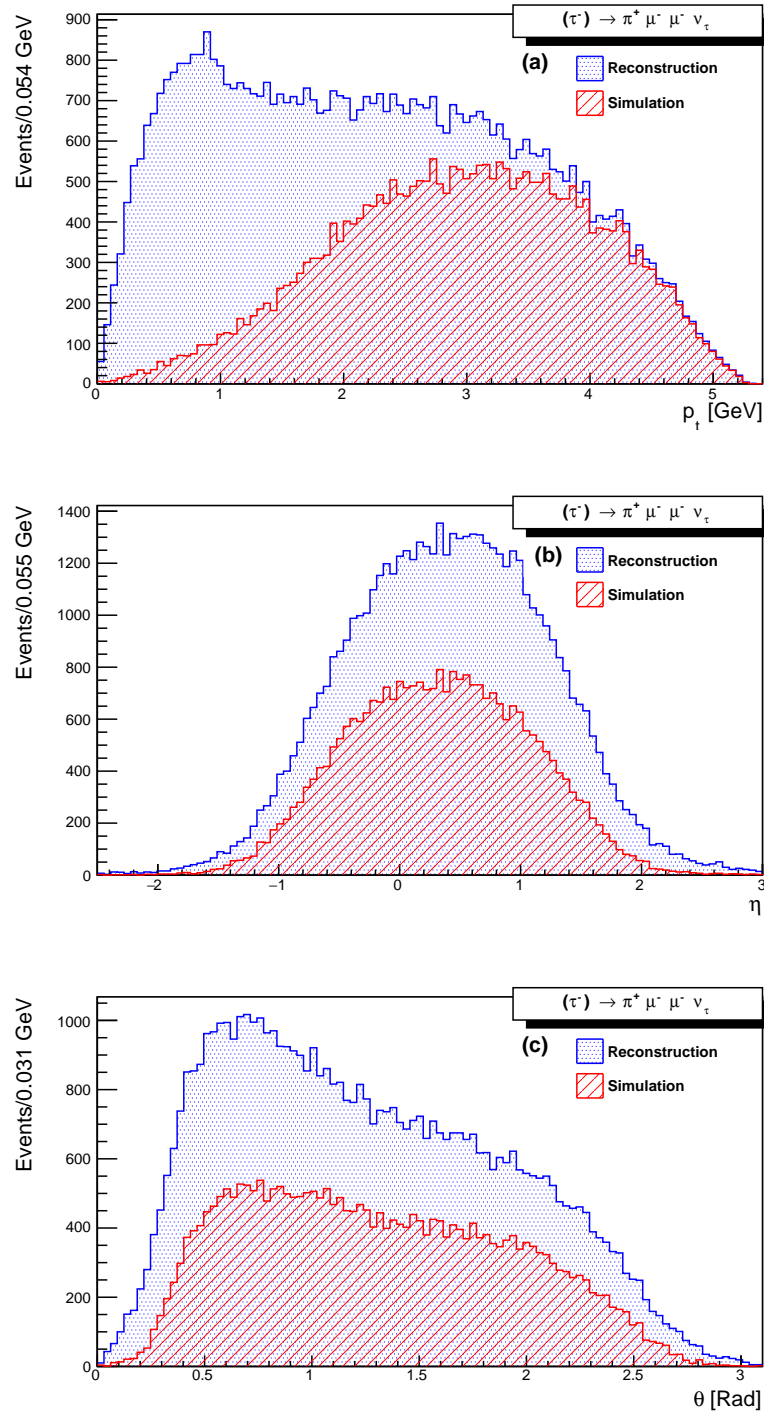 (τ⁻) → π⁺ μ⁻ μ⁻ ν_τ
(a)
Reconstruction
Simulation
Events/0.054 GeV
900
800
700
600
500
400
300
200
100
0
0 1 2 3 4 5
p_t [GeV]
(τ⁻) → π⁺ μ⁻ μ⁻ ν_τ
(b)
Reconstruction
Simulation
Events/0.055 GeV
1400
1200
1000
800
600
400
200
0
−2 −1 0 1 2 3
η
(τ⁻) → π⁺ μ⁻ μ⁻ ν_τ
(c)
Reconstruction
Simulation
Events/0.031 GeV
1000
800
600
400
200
0
0 0.5 1 1.5 2 2.5 3
θ [Rad]